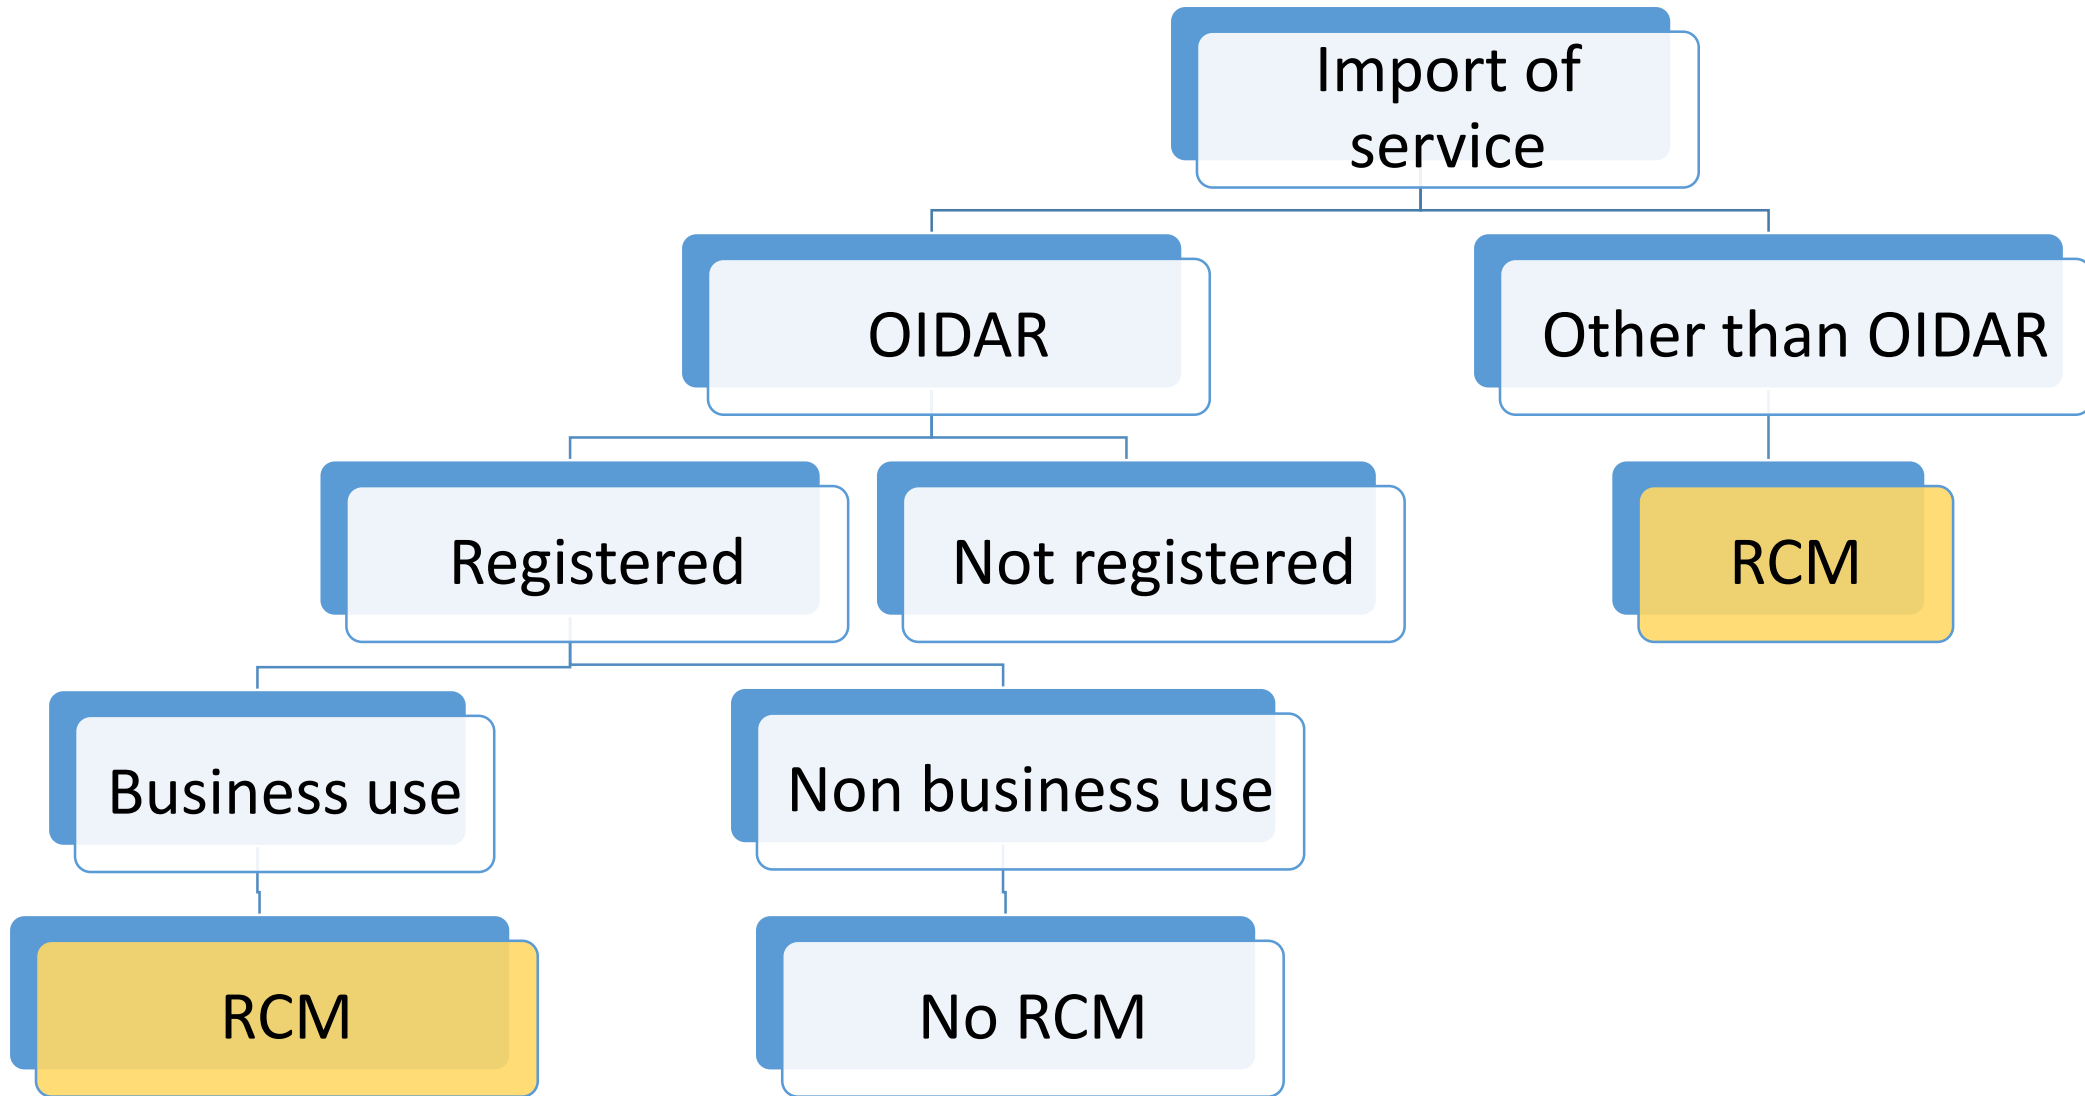 Import of
service
OIDAR
Other than OIDAR
Registered
Not registered
RCM
Business use
Non business use
RCM
No RCM